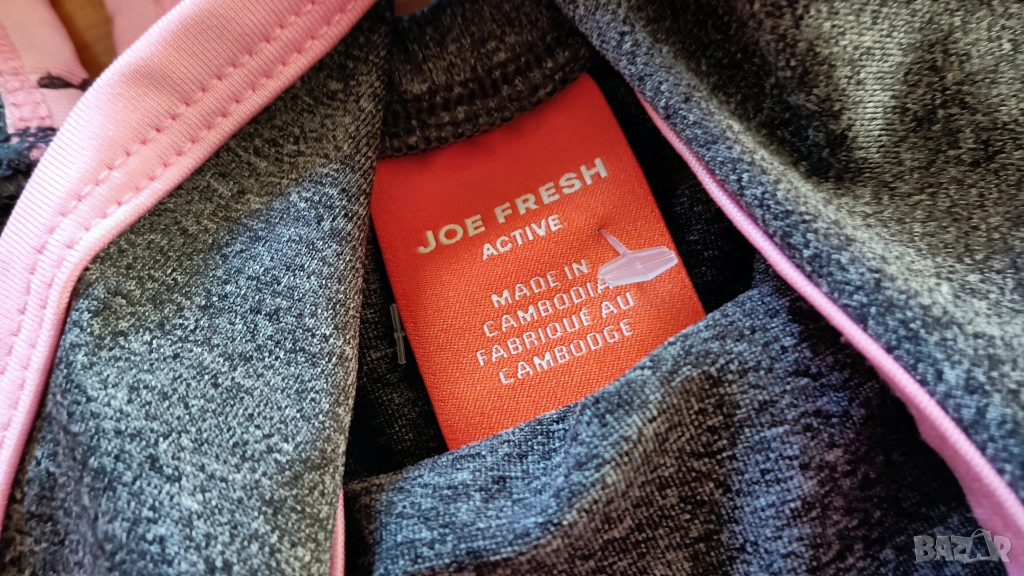 JOE FRESH
ACTIVE
MADE IN
CAMBODIA
FABRIQUÉ AU
CAMBODGE
BAZAR